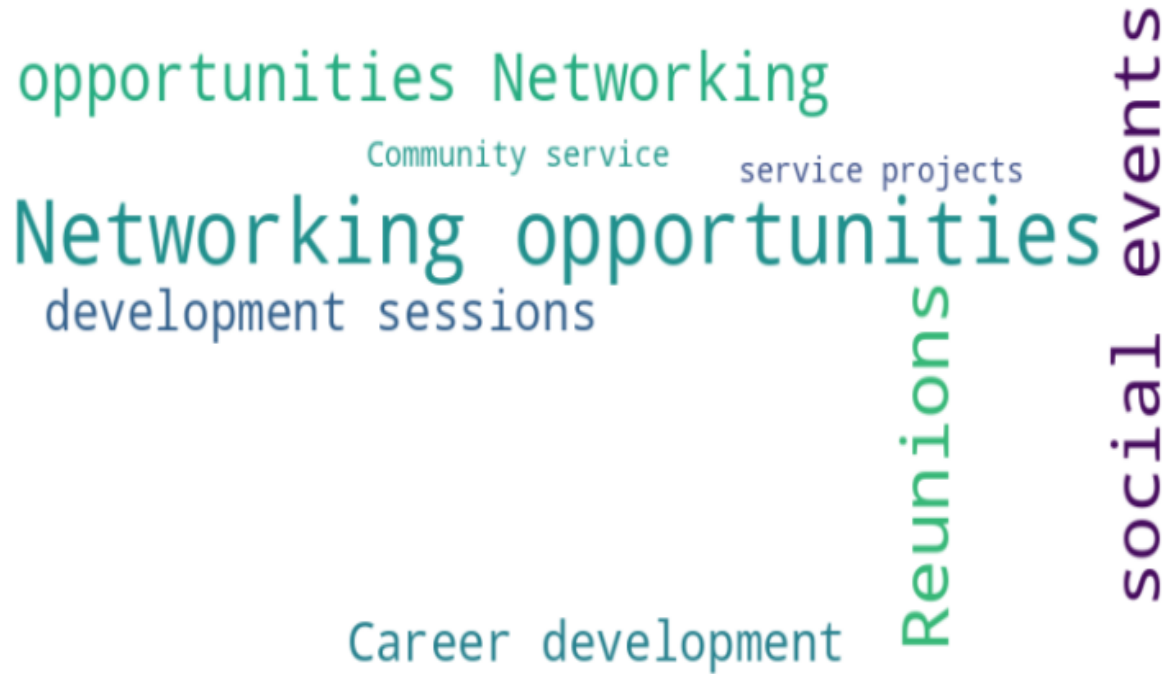 opportunities Networking
Community service
service projects
Networking opportunities
development sessions
Reunions
social events
Career development